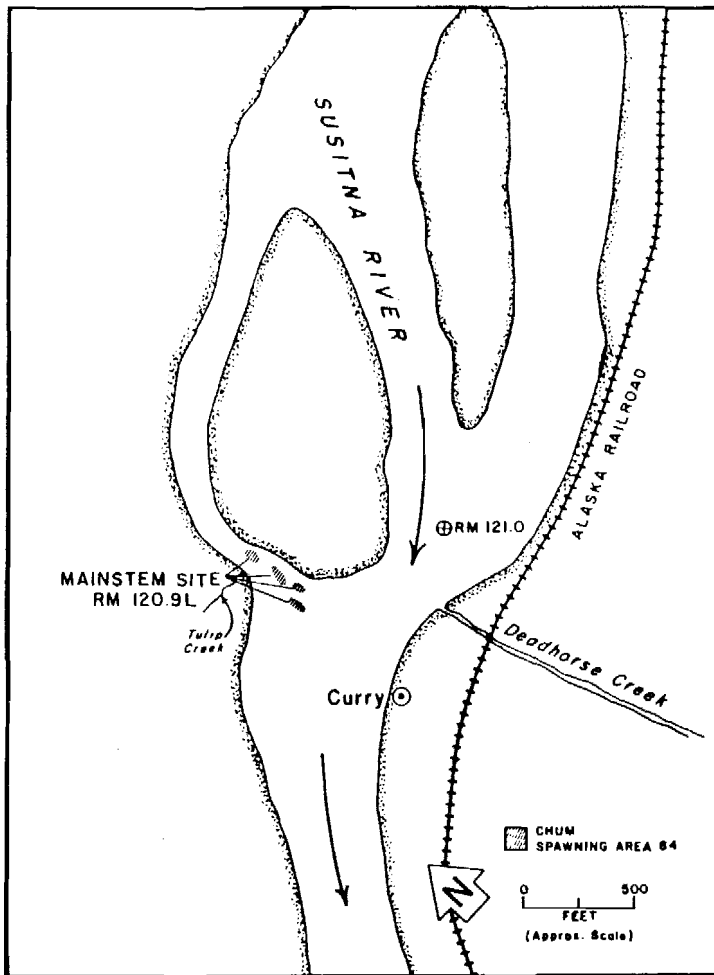 SUSITNA RIVER
ALASKA RAILROAD
⊕RM 121.0
MAINSTEM SITE
RM 120.9L
Tulip
Creek
Deadhorse Creek
Curry
CHUM
SPAWNING AREA 84
N
0 500
FEET
(Approx. Scale)